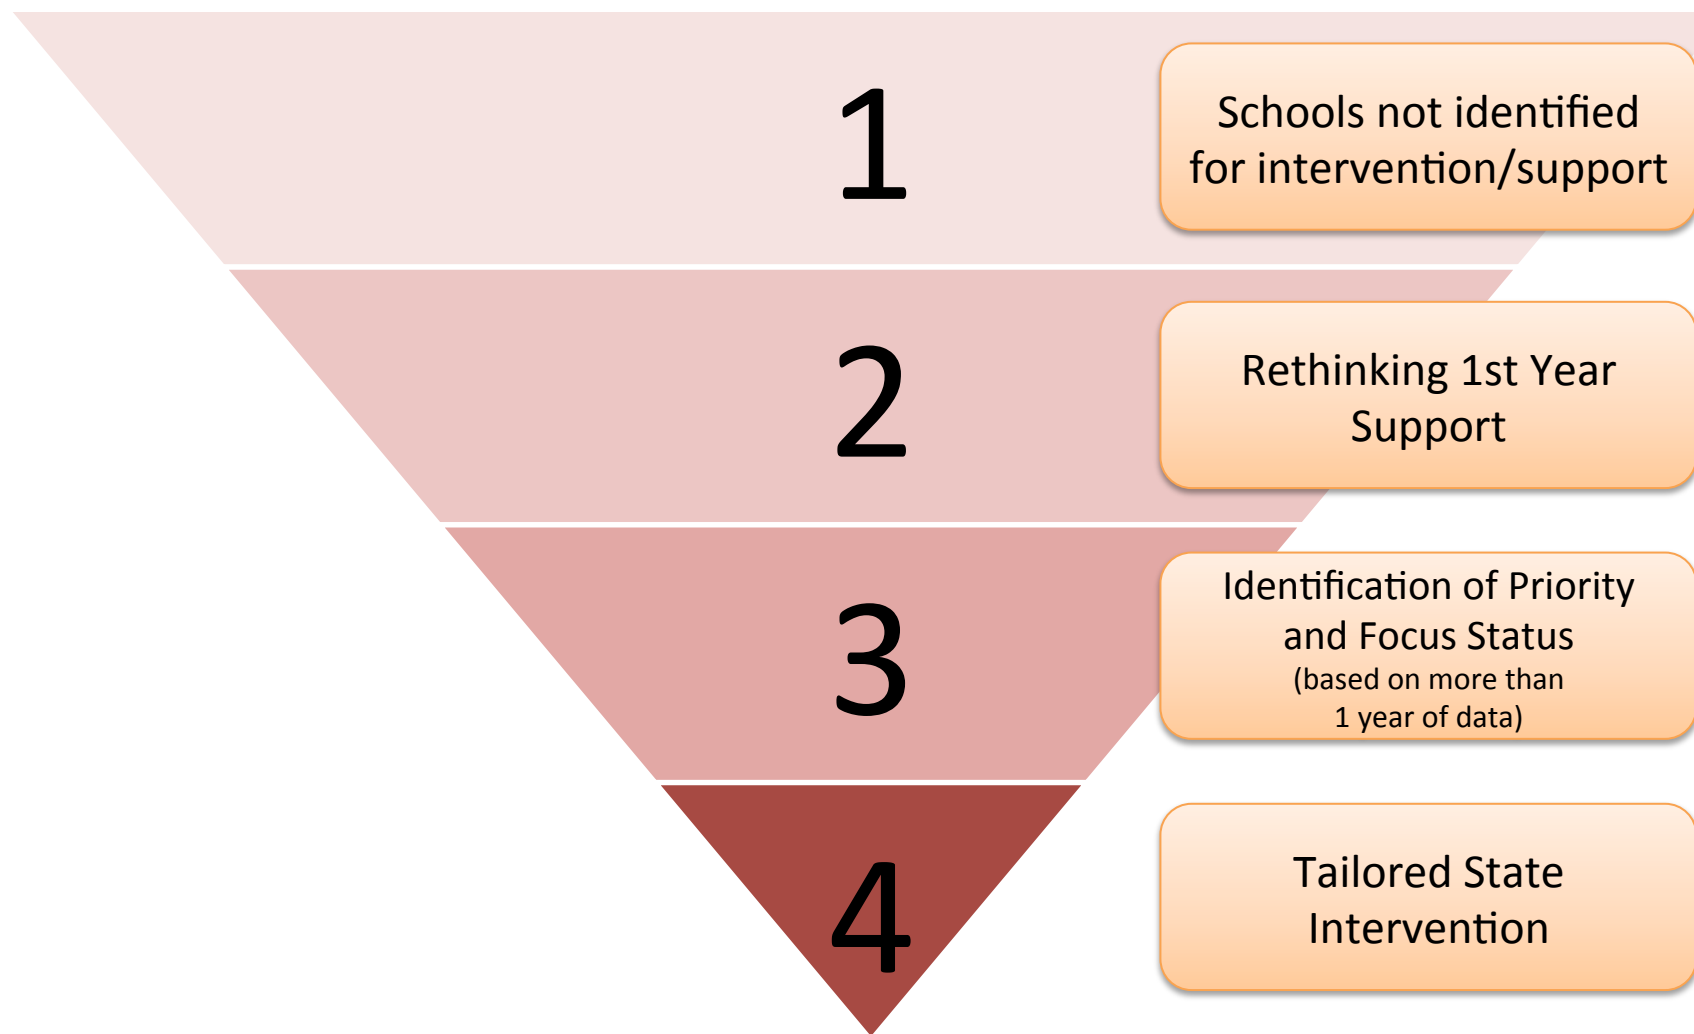 1
Schools not identified
for intervention/support
2
Rethinking 1st Year
Support
3
Identification of Priority
and Focus Status
(based on more than
1 year of data)
4
Tailored State
Intervention